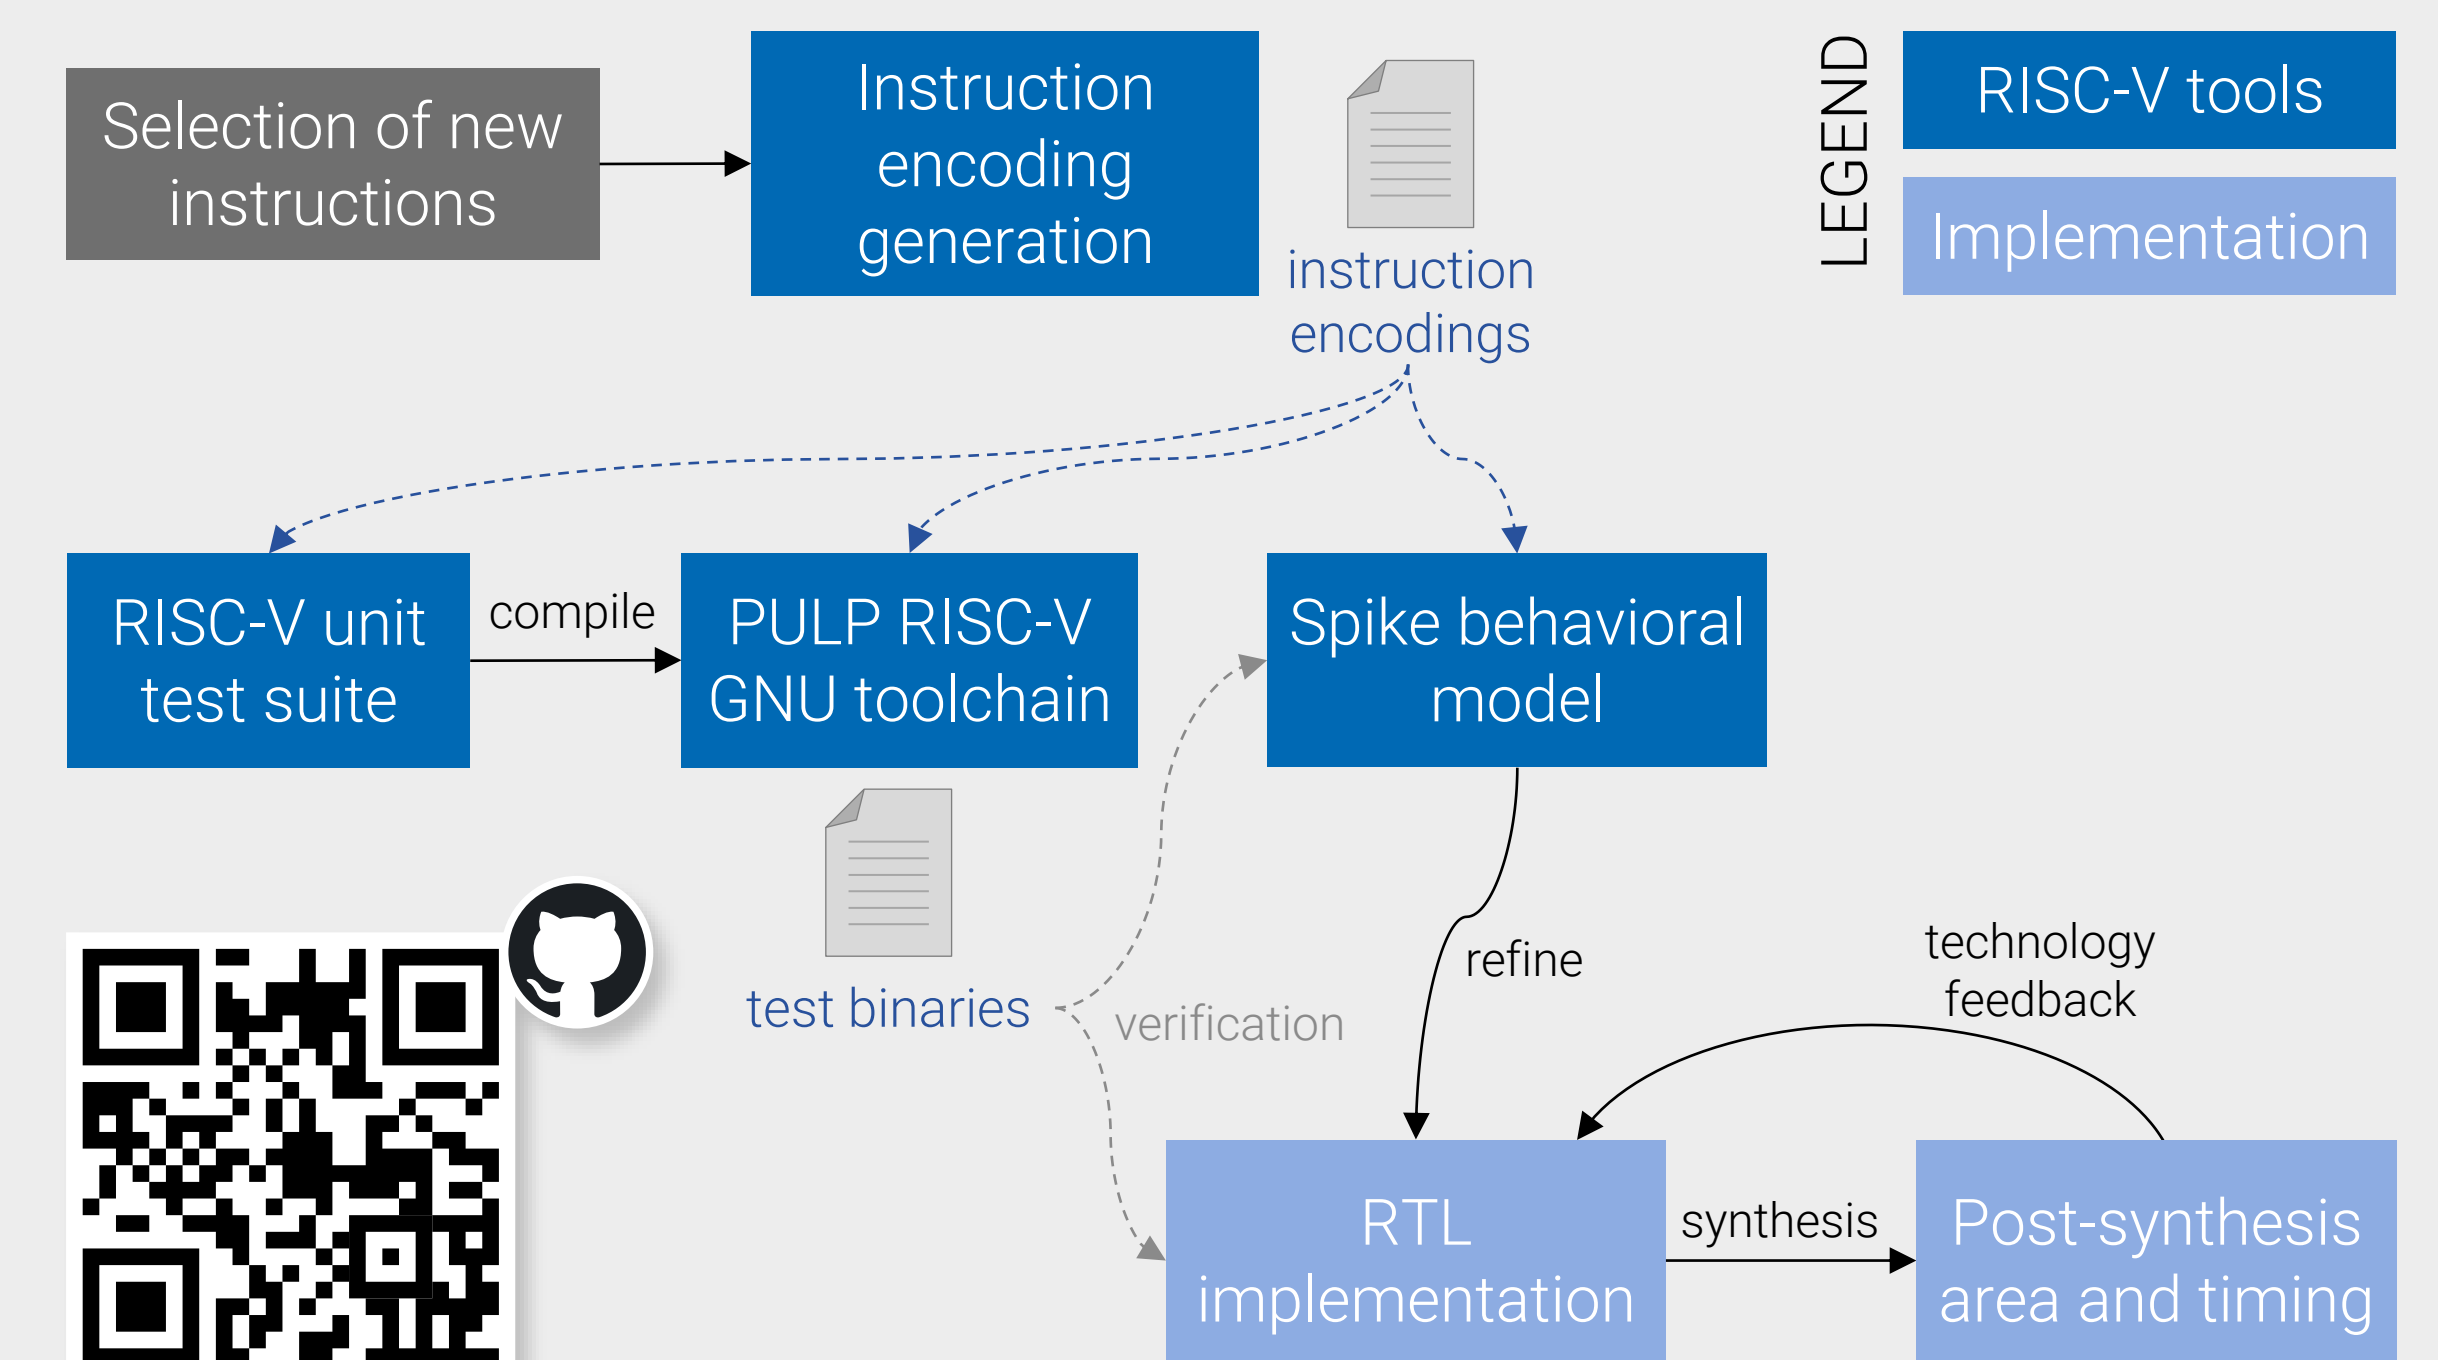 Selection of new
instructions
Instruction
encoding
generation
instruction
encodings
LEGEND
RISC-V tools
Implementation
RISC-V unit
test suite
compile
PULP RISC-V
GNU toolchain
Spike behavioral
model
test binaries
verification
refine
technology
feedback
RTL
implementation
synthesis
Post-synthesis
area and timing